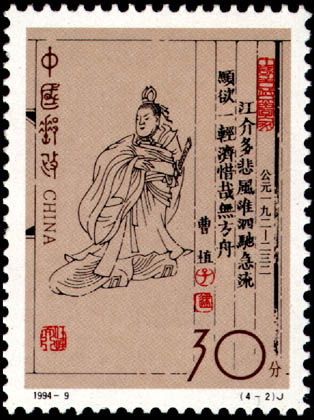 中國郵政
CHINA
公元一九二—二三二
江介多悲風淮泗馳急流
願欲一輕濟惜哉無方舟
曹植
子
建
30分
1994-9
(4-2)J